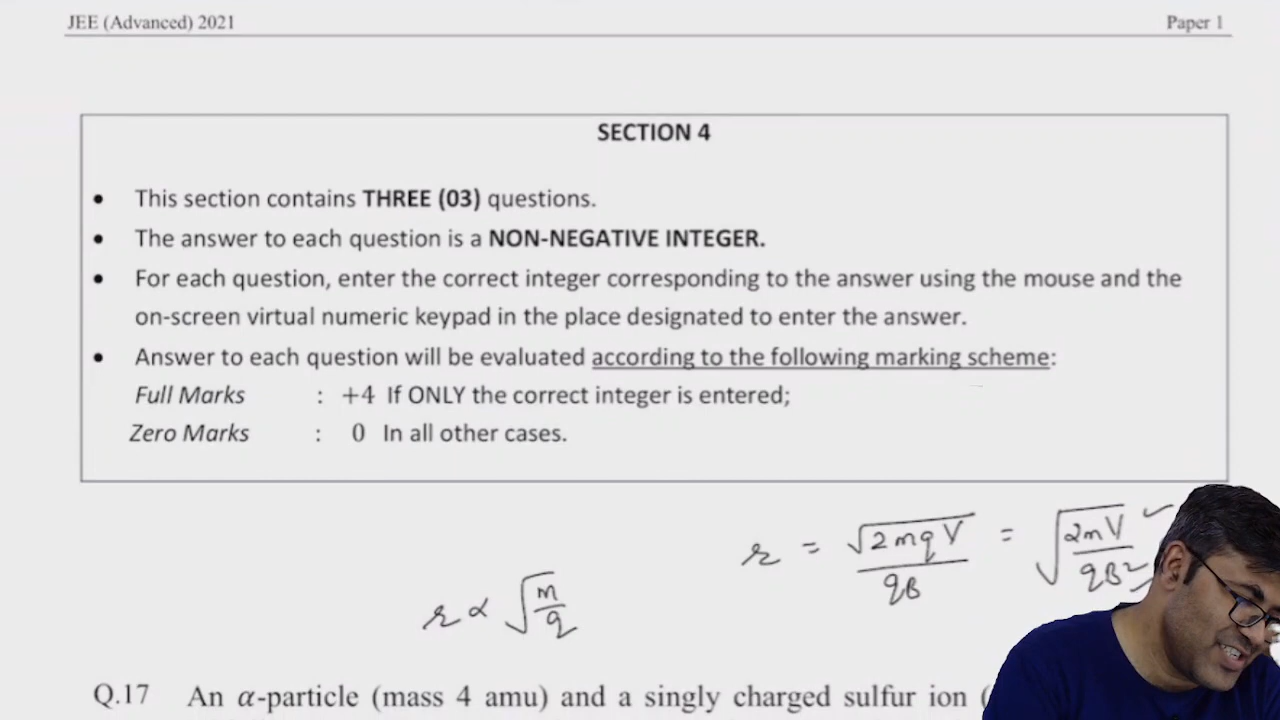 JEE (Advanced) 2021 Paper 1
SECTION 4
• This section contains THREE (03) questions.
• The answer to each question is a NON-NEGATIVE INTEGER.
• For each question, enter the correct integer corresponding to the answer using the mouse and the
on-screen virtual numeric keypad in the place designated to enter the answer.
• Answer to each question will be evaluated according to the following marking scheme:
Full Marks : +4 If ONLY the correct integer is entered;
Zero Marks : 0 In all other cases.
r = √(2mqV)/qB = √(2mV/qB²)
r ∝ √(m/q)
Q.17 An α-particle (mass 4 amu) and a singly charged sulfur ion (